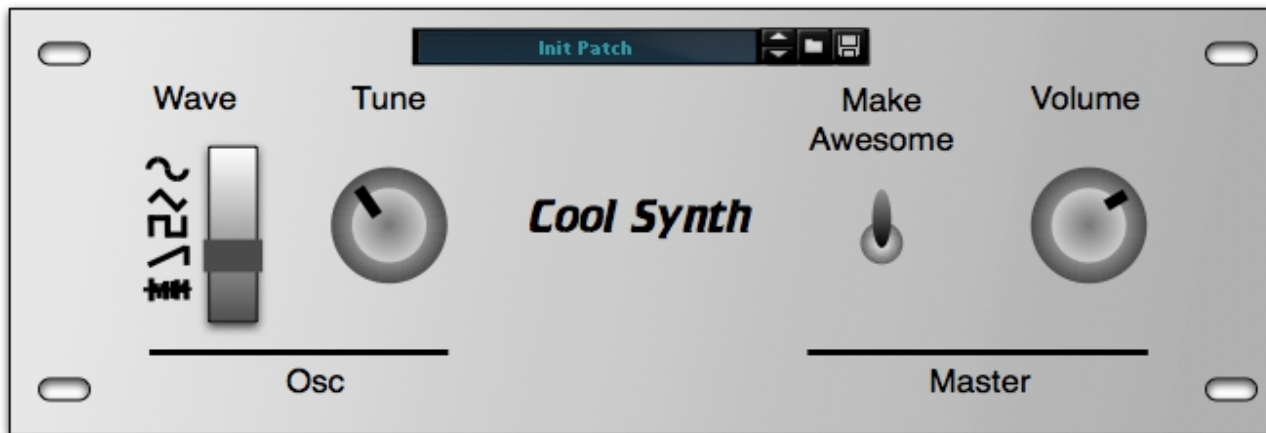 Init Patch
Wave
Tune
Make
Awesome
Volume
Cool Synth
Osc
Master